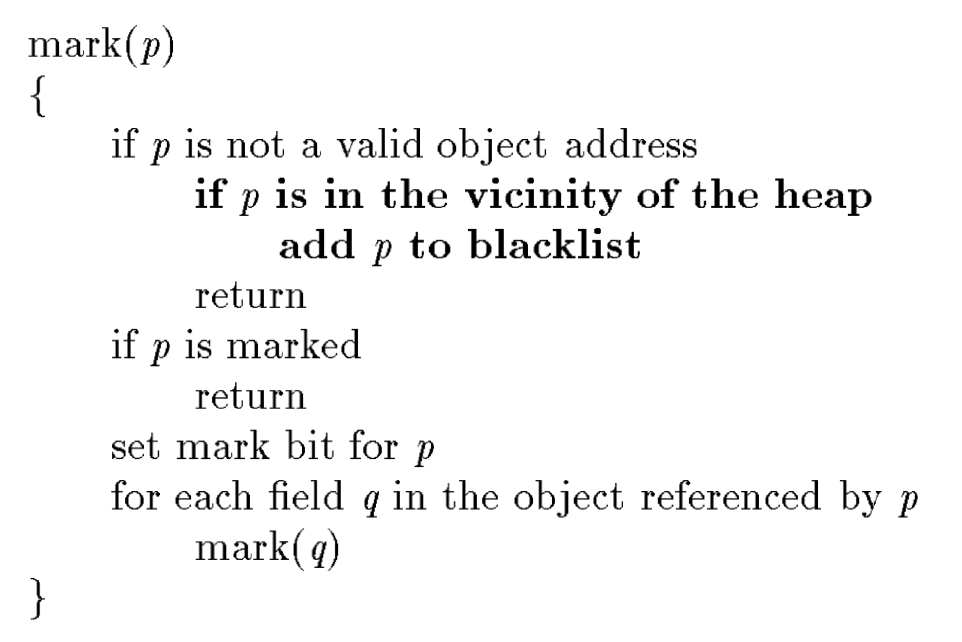 mark(p)
{
if p is not a valid object address
if p is in the vicinity of the heap
add p to blacklist
return
if p is marked
return
set mark bit for p
for each field q in the object referenced by p
mark(q)
}